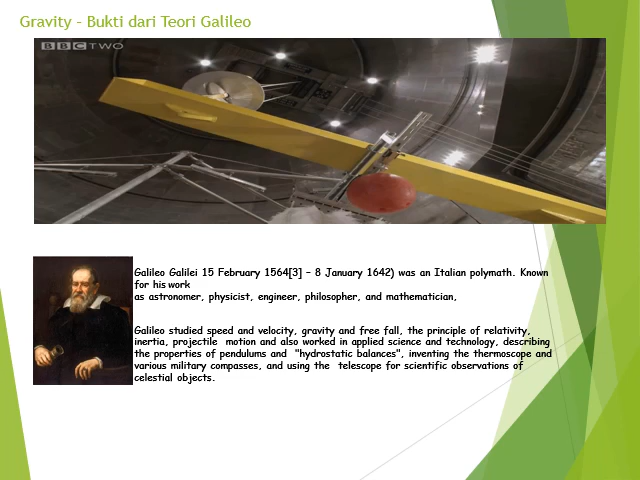 Gravity – Bukti dari Teori Galileo
BBC TWO
Galileo Galilei 15 February 1564[3] – 8 January 1642) was an Italian polymath. Known
for his work
as astronomer, physicist, engineer, philosopher, and mathematician,
Galileo studied speed and velocity, gravity and free fall, the principle of relativity,
inertia, projectile motion and also worked in applied science and technology, describing
the properties of pendulums and "hydrostatic balances", inventing the thermoscope and
various military compasses, and using the telescope for scientific observations of
celestial objects.